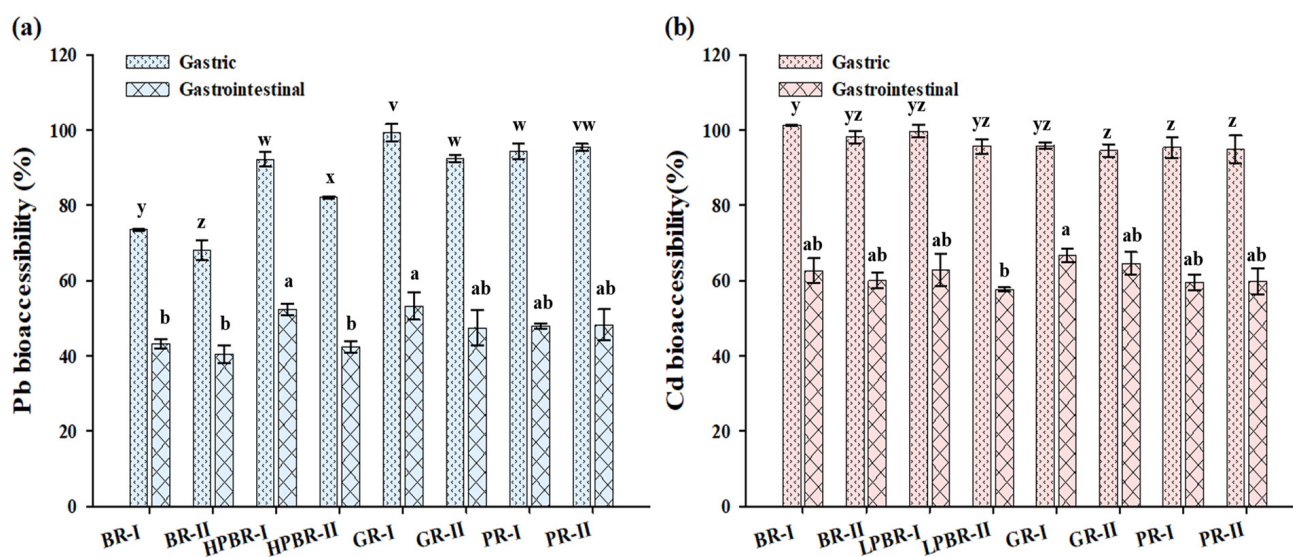 (a)
120
100
80
60
40
20
0
Pb bioaccessibility (%)
Gastric
Gastrointestinal
y
b
z
b
w
a
x
b
v
a
w
ab
w
ab
vw
ab
BR-I
BR-II
HPBR-I
HPBR-II
GR-I
GR-II
PR-I
PR-II
(b)
120
100
80
60
40
20
0
Cd bioaccessibility(%)
Gastric
Gastrointestinal
y
ab
yz
ab
yz
ab
yz
b
yz
a
z
ab
z
ab
z
ab
BR-I
BR-II
LPBR-I
LPBR-II
GR-I
GR-II
PR-I
PR-II